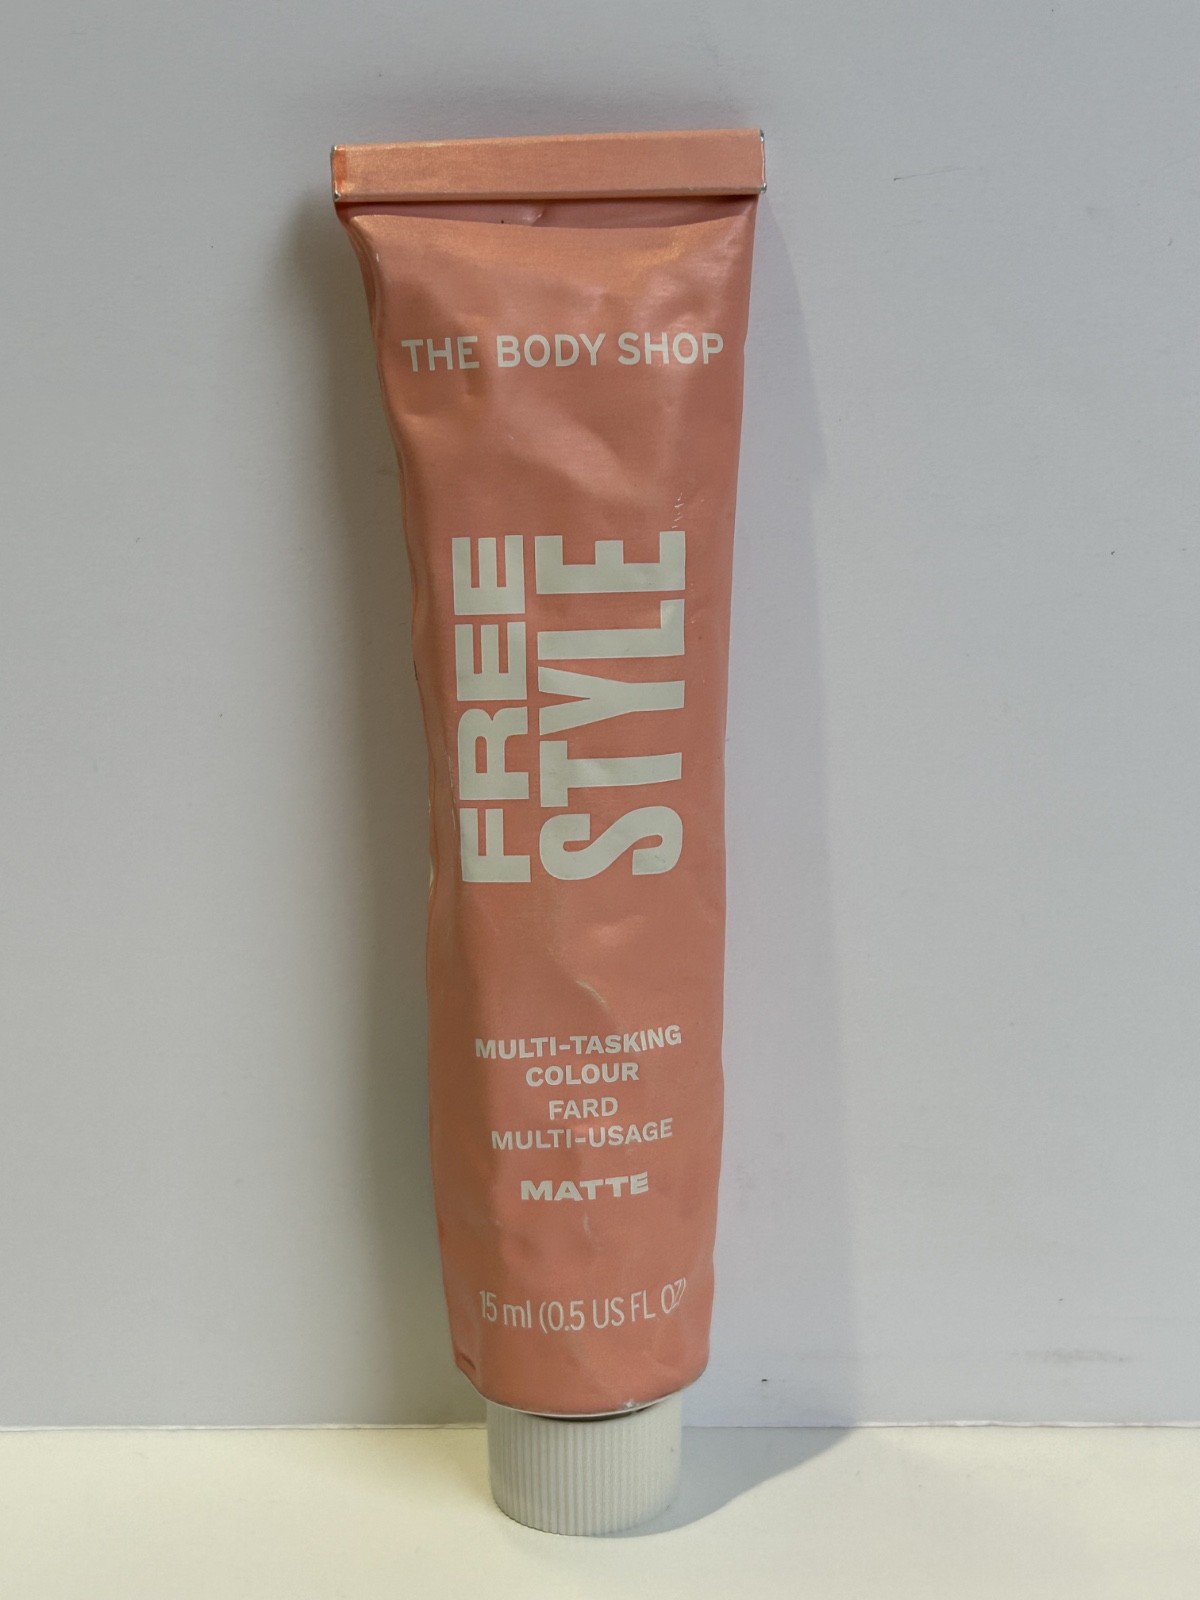 THE BODY SHOP
FREE
STYLE
MULTI-TASKING
COLOUR
FARD
MULTI-USAGE
MATTE
15 ml (0.5 US FL OZ)